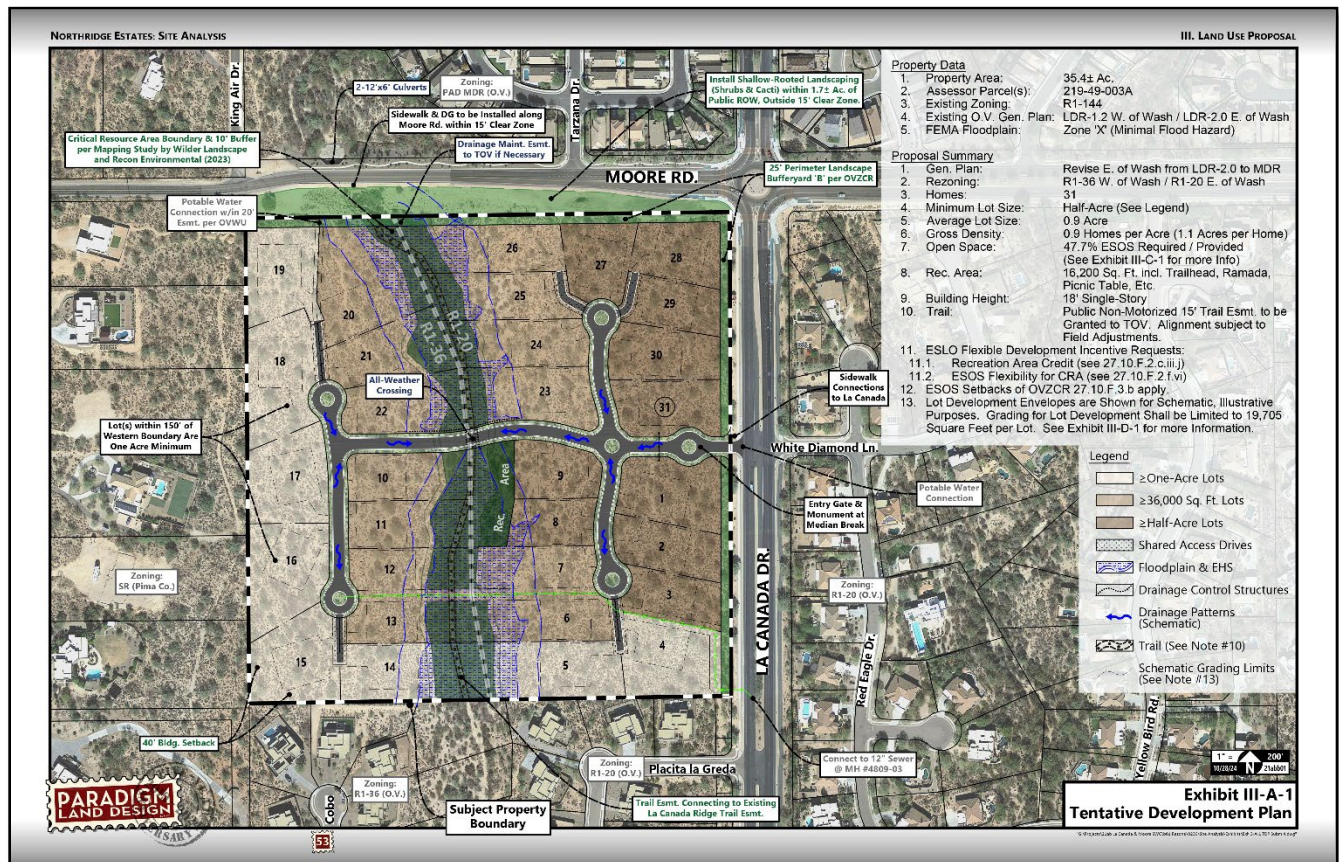 NORTHRIDGE ESTATES: SITE ANALYSIS
III. LAND USE PROPOSAL
King Air Dr.
2-12'x6' Culverts
Zoning:
PAD MDR (O.V.)
Tarzana Dr.
Install Shallow-Rooted Landscaping
(Shrubs & Cacti) within 1.7± Ac. of
Public ROW, Outside 15' Clear Zone.
Sidewalk & DG to be Installed along
Moore Rd. within 15' Clear Zone
Critical Resource Area Boundary & 10' Buffer
per Mapping Study by Wilder Landscape
and Recon Environmental (2023)
Drainage Maint. Esmt.
to TOV if Necessary
25' Perimeter Landscape
Bufferyard 'B' per OVZCR
MOORE RD.
Potable Water
Connection w/in 20'
Esmt. per OVWU
Property Data
1. Property Area: 35.4± Ac.
2. Assessor Parcel(s): 219-49-003A
3. Existing Zoning: R1-144
4. Existing O.V. Gen. Plan: LDR-1.2 W. of Wash / LDR-2.0 E. of Wash
5. FEMA Floodplain: Zone 'X' (Minimal Flood Hazard)
Proposal Summary
1. Gen. Plan: Revise E. of Wash from LDR-2.0 to MDR
2. Rezoning: R1-36 W. of Wash / R1-20 E. of Wash
3. Homes: 31
4. Minimum Lot Size: Half-Acre (See Legend)
5. Average Lot Size: 0.9 Acre
6. Gross Density: 0.9 Homes per Acre (1.1 Acres per Home)
7. Open Space: 47.7% ESOS Required / Provided
(See Exhibit III-C-1 for more Info)
8. Rec. Area: 16,200 Sq. Ft. incl. Trailhead, Ramada,
Picnic Table, Etc.
9. Building Height: 18' Single-Story
10. Trail: Public Non-Motorized 15' Trail Esmt. to be
Granted to TOV. Alignment subject to
Field Adjustments.
11. ESLO Flexible Development Incentive Requests:
11.1. Recreation Area Credit (see 27.10.F.2.c.iii.j)
11.2. ESOS Flexibility for CRA (see 27.10.F.2.f.vi)
12. ESOS Setbacks of OVZCR 27.10.F.3.b apply.
13. Lot Development Envelopes are Shown for Schematic, Illustrative
Purposes. Grading for Lot Development Shall be Limited to 19,705
Square Feet per Lot. See Exhibit III-D-1 for more Information.
Legend
≥One-Acre Lots
≥36,000 Sq. Ft. Lots
≥Half-Acre Lots
Shared Access Drives
Floodplain & EHS
Drainage Control Structures
Drainage Patterns
(Schematic)
Trail (See Note #10)
Schematic Grading Limits
(See Note #13)
19
26
27
28
20
25
29
R1-36
R1-20
18
21
24
30
22
23
31
All-Weather
Crossing
Sidewalk
Connections
to La Canada
Lot(s) within 150' of
Western Boundary Are
One Acre Minimum
White Diamond Ln.
17
10
9
1
Rec. Area
Potable Water
Connection
Entry Gate &
Monument at
Median Break
11
8
2
16
12
7
3
LA CANADA DR.
Zoning:
SR (Pima Co.)
Zoning:
R1-20 (O.V.)
13
6
4
15
14
5
Red Eagle Dr.
Yellow Bird Rd.
40' Bldg. Setback
Zoning:
R1-36 (O.V.)
Cobo
Subject Property
Boundary
Zoning:
R1-20 (O.V.)
Placita la Greda
Trail Esmt. Connecting to Existing
La Canada Ridge Trail Esmt.
Connect to 12" Sewer
@ MH #4809-03
1" = 200'
10/28/24 N 21abb01
PARADIGM
LAND DESIGN
53
Exhibit III-A-1
Tentative Development Plan